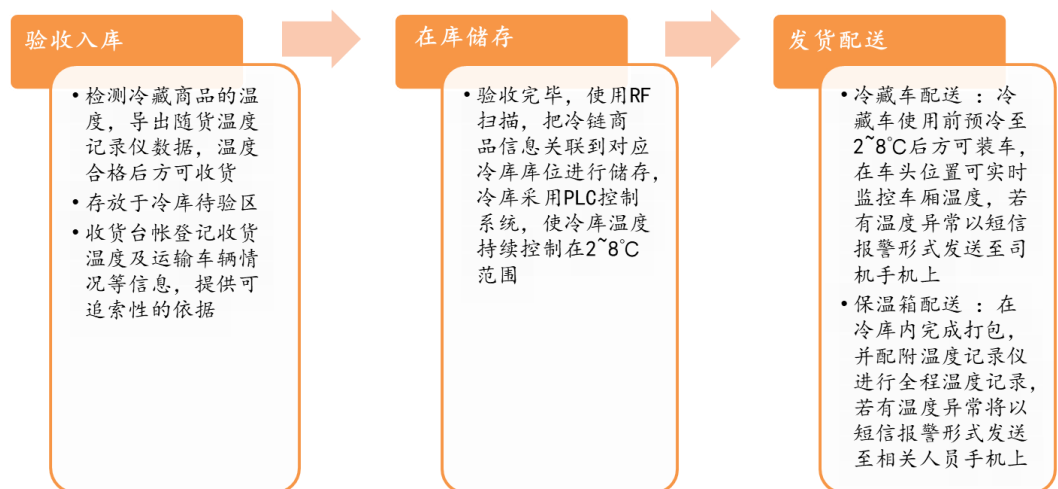 验收入库
• 检测冷藏商品的温
度，导出随货温度
记录仪数据，温度
合格后方可收货
• 存放于冷库待验区
• 收货台帐登记收货
温度及运输车辆情
况等信息，提供可
追索性的依据
在库储存
• 验收完毕，使用RF
扫描，把冷链商
品信息关联到对应
冷库库位进行储存，
冷库采用PLC控制
系统，使冷库温度
持续控制在2~8℃
范围
发货配送
• 冷藏车配送 ：冷
藏车使用前预冷至
2~8℃后方可装车，
在车头位置可实时
监控车厢温度，若
有温度异常以短信
报警形式发送至司
机手机上
• 保温箱配送 ：在
冷库内完成打包，
并配附温度记录仪
进行全程温度记录，
若有温度异常将以
短信报警形式发送
至相关人员手机上